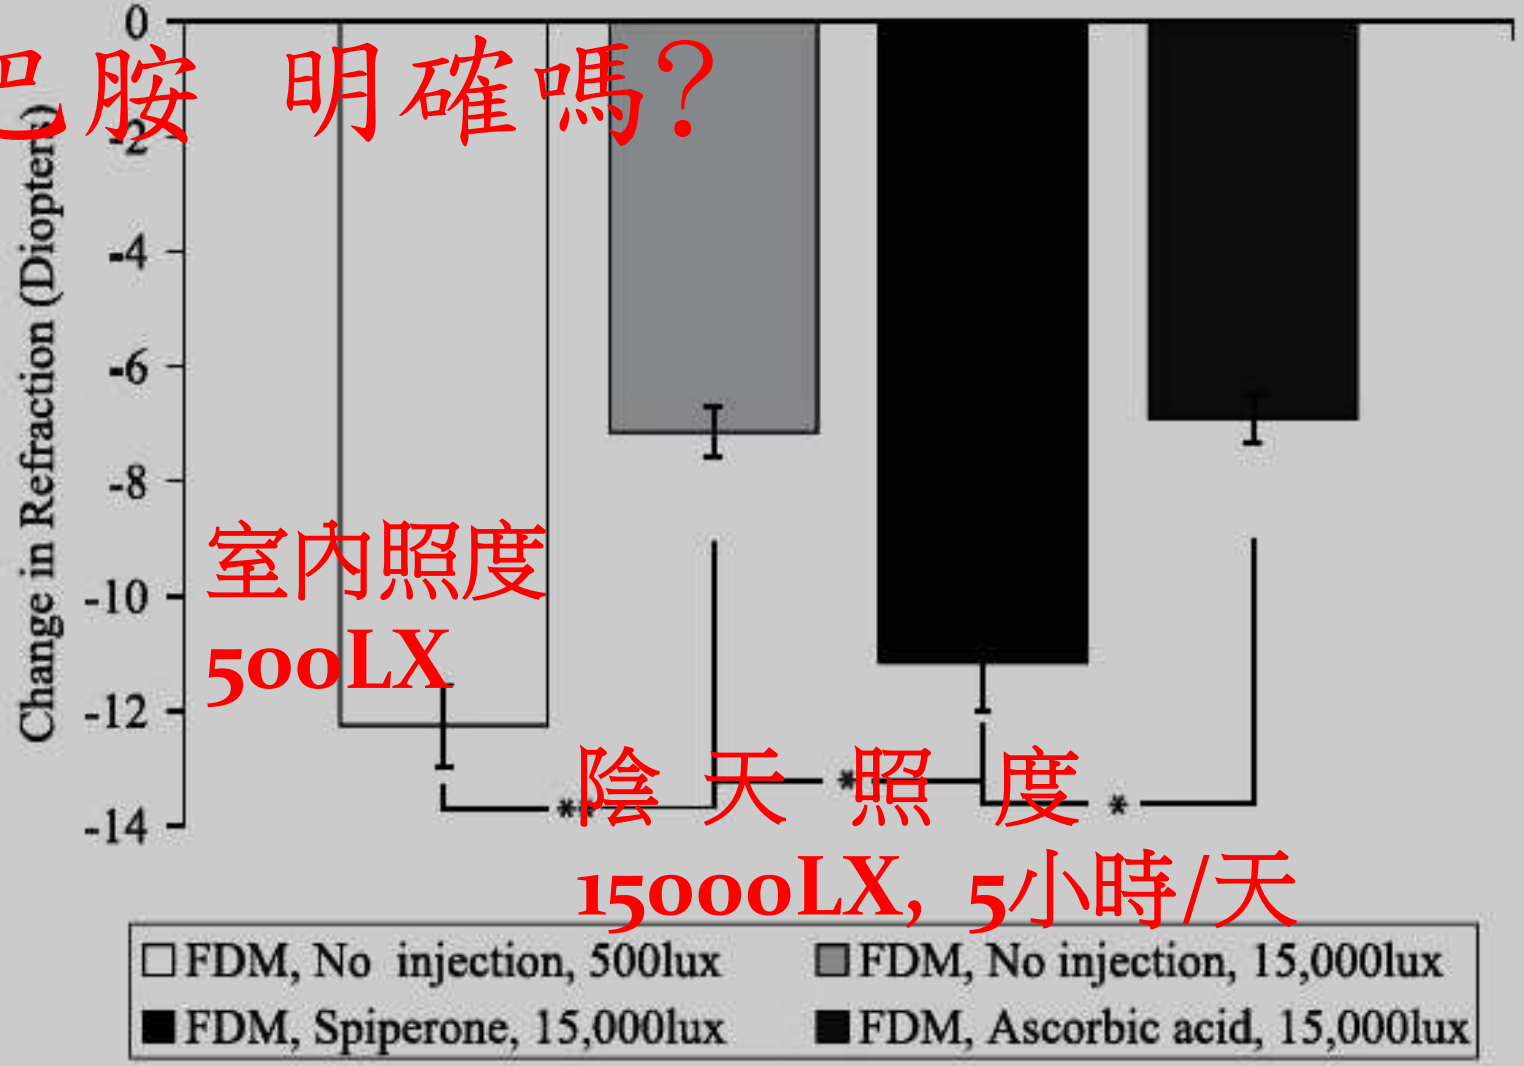 巴胺 明確嗎?
Change in Refraction (Diopters)
0
-2
-4
-6
-8
-10
-12
-14
室內照度
500LX
** * *
陰天照度
15000LX, 5小時/天
FDM, No injection, 500lux
FDM, No injection, 15,000lux
FDM, Spiperone, 15,000lux
FDM, Ascorbic acid, 15,000lux